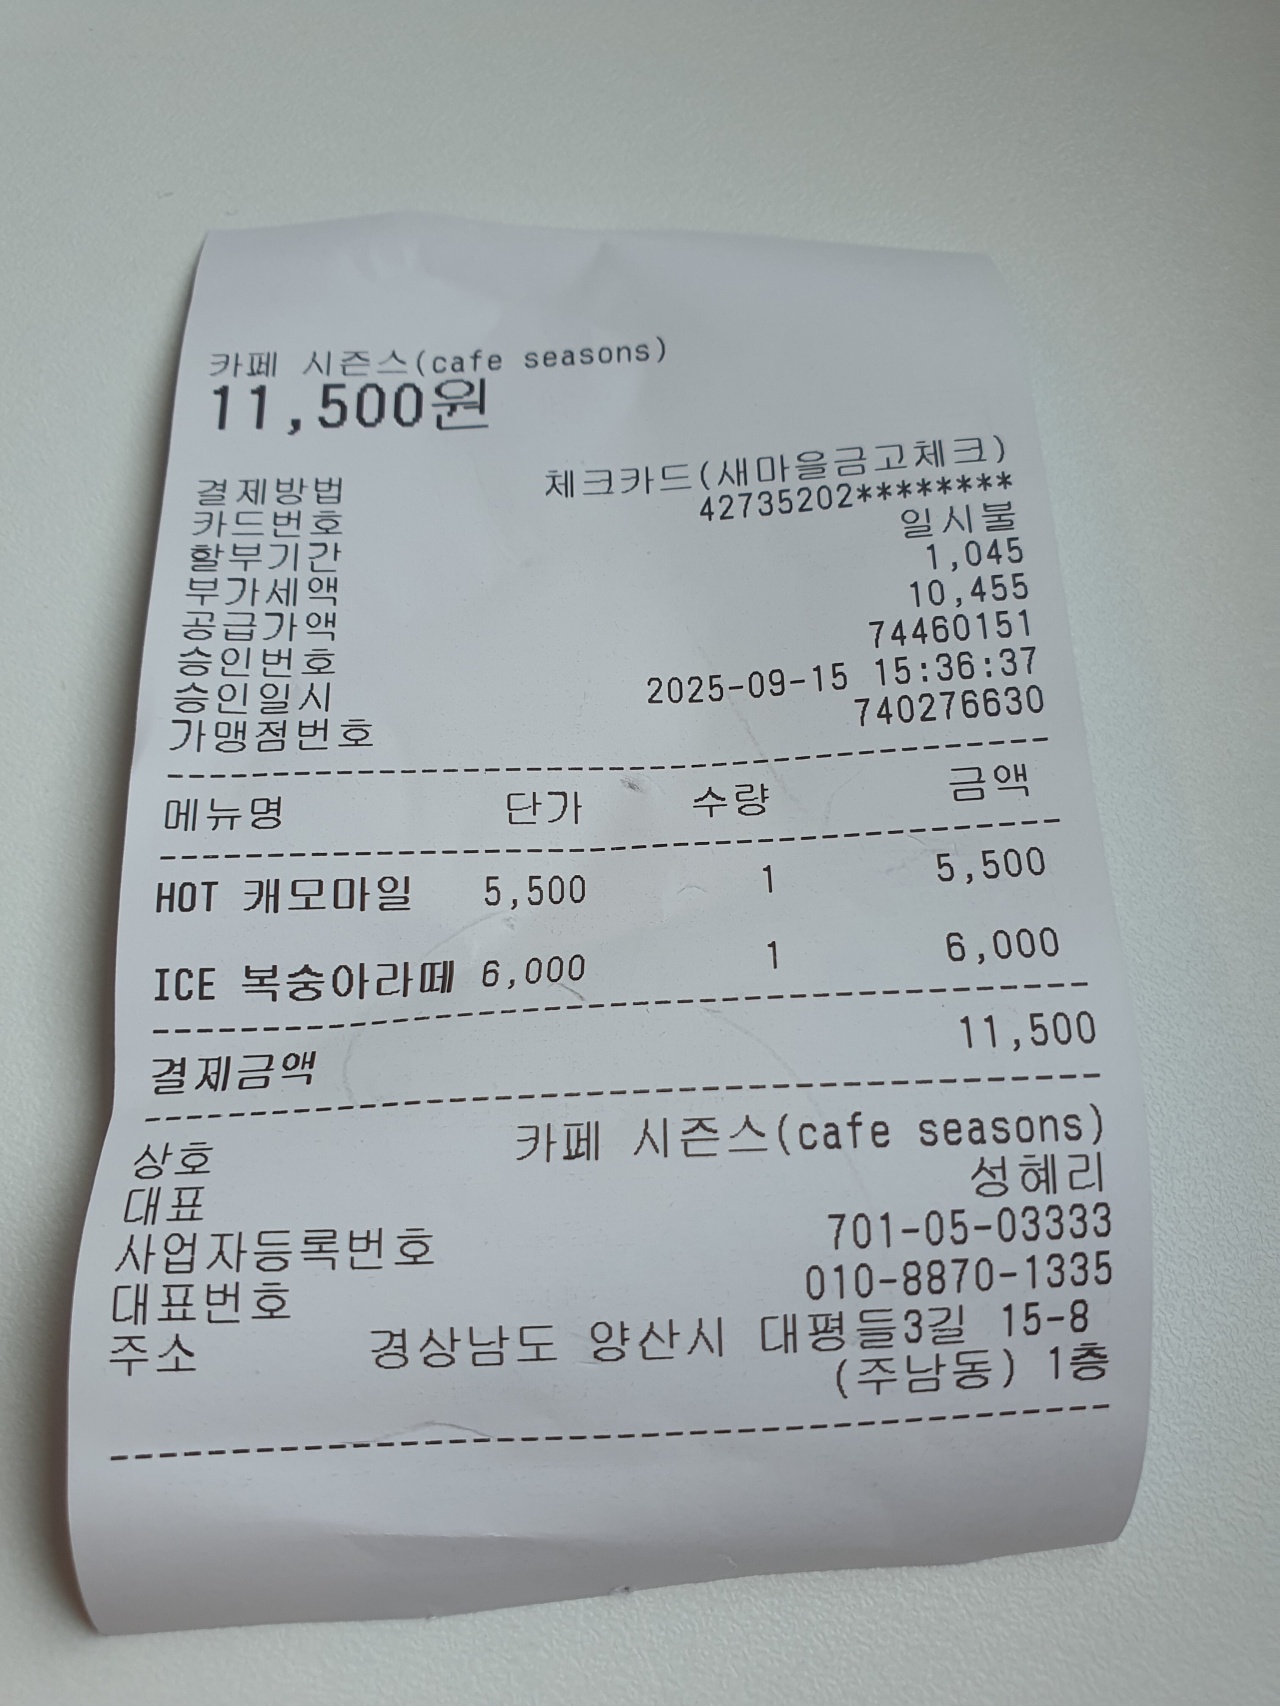 카페 시즌스(cafe seasons)
11,500원
결제방법 체크카드(새마을금고체크)
카드번호 42735202********
할부기간 일시불
부가세액 1,045
공급가액 10,455
승인번호 74460151
승인일시 2025-09-15 15:36:37
가맹점번호 740276630
메뉴명 단가 수량 금액
HOT 캐모마일 5,500 1 5,500
ICE 복숭아라떼 6,000 1 6,000
결제금액 11,500
상호 카페 시즌스(cafe seasons)
대표 성혜리
사업자등록번호 701-05-03333
대표번호 010-8870-1335
주소 경상남도 양산시 대평들3길 15-8
(주남동) 1층